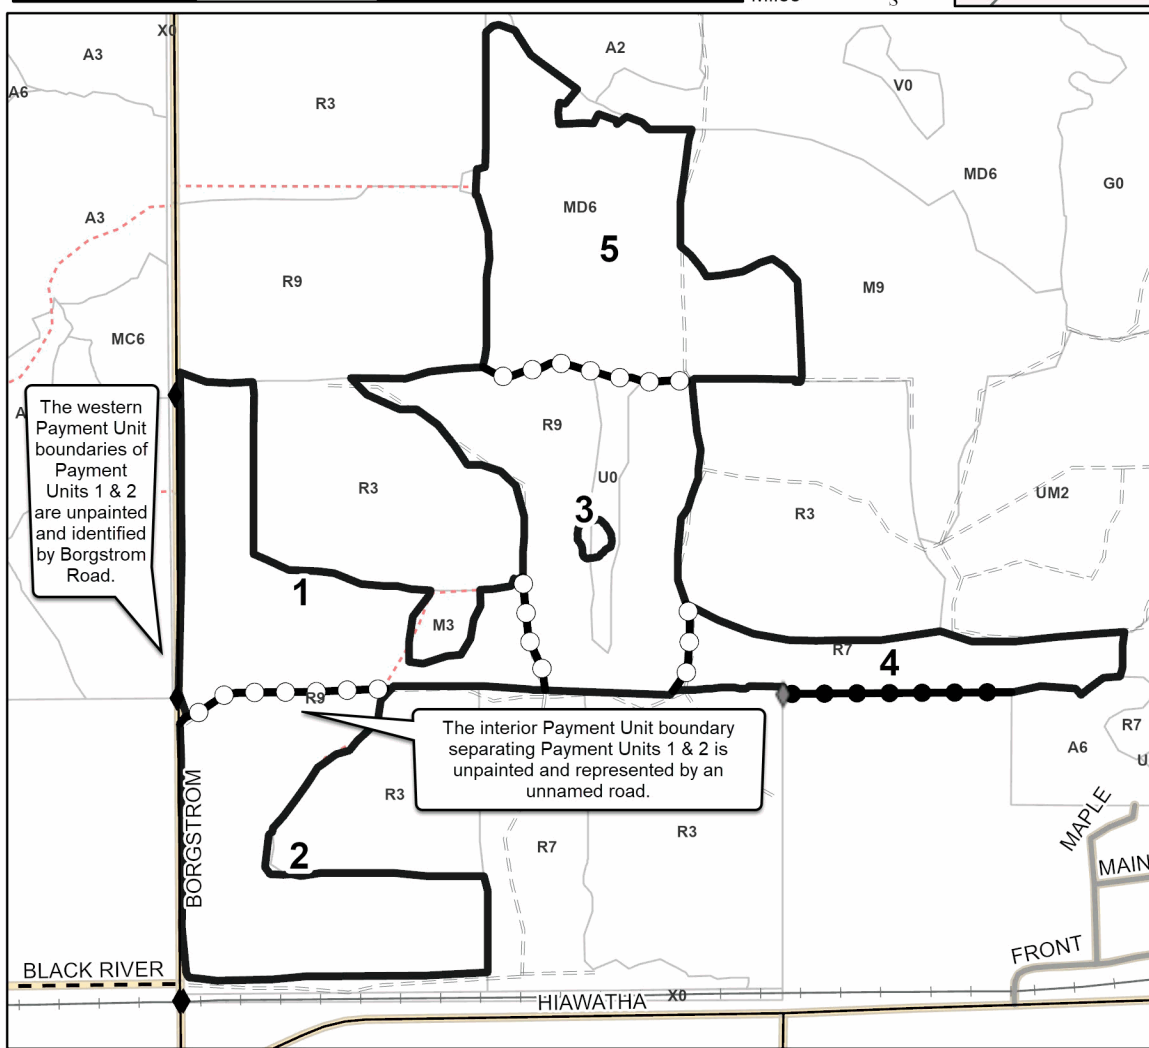 Miles
S
X0
A3
A2
A6
R3
V0
MD6
G0
A3
MD6
5
R9
M9
MC6
A
The western
Payment Unit
boundaries of
Payment
Units 1 & 2
are unpainted
and identified
by Borgstrom
Road.
R9
U0
R3
3
UM2
R3
1
M3
R7
4
R9
The interior Payment Unit boundary
separating Payment Units 1 & 2 is
unpainted and represented by an
unnamed road.
R7
A6
U
BORGSTROM
R3
R3
R7
2
MAPLE
MAIN
FRONT
BLACK RIVER
HIAWATHA
X0